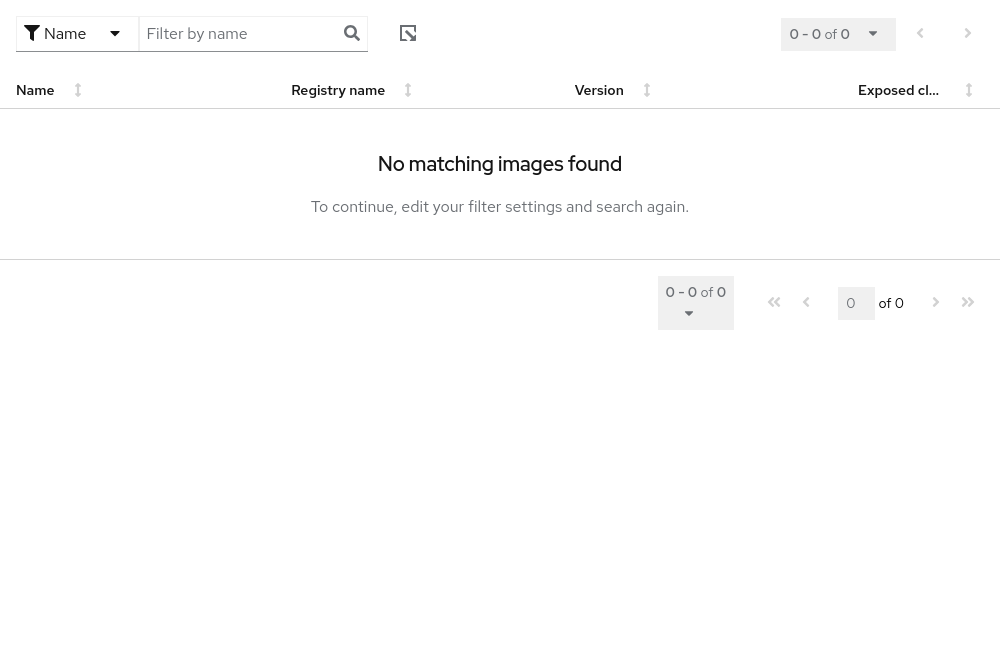 Name
Filter by name
0 - 0 of 0
Name
Registry name
Version
Exposed cl...
No matching images found
To continue, edit your filter settings and search again.
0 - 0 of 0
0
of 0